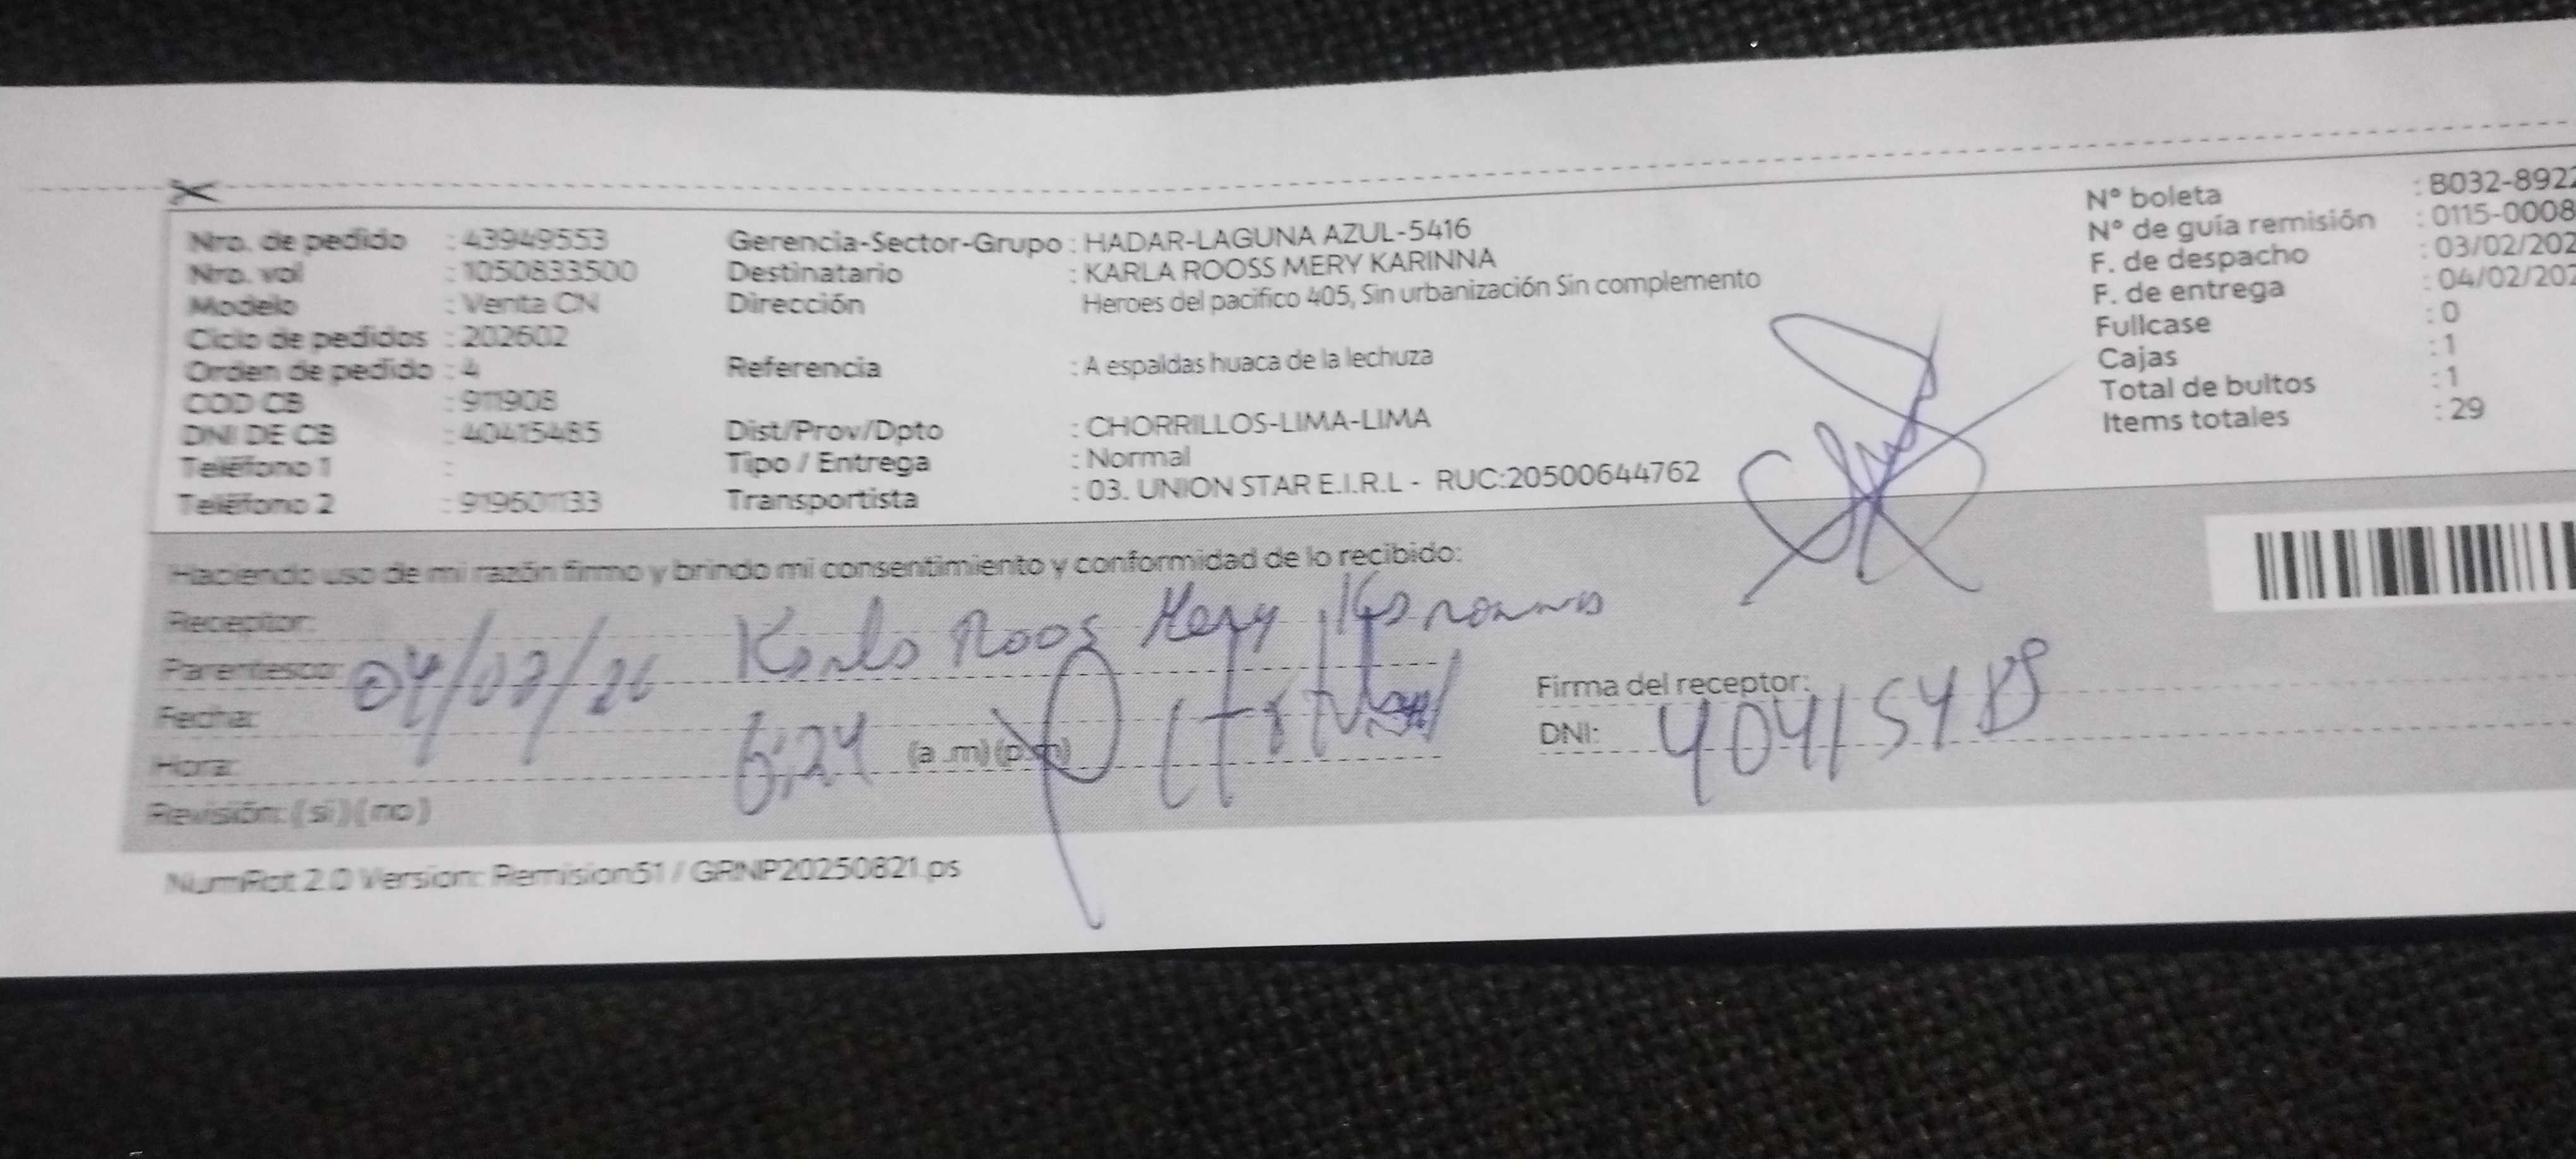 Nro. de pedido : 43949553
Nro. vol : 1050833500
Modelo : Venta CN
Ciclo de pedidos : 202602
Orden de pedido : 4
COD CB : 911908
DNI DE CB : 40415485
Teléfono 1 :
Teléfono 2 : 919601133
Gerencia-Sector-Grupo : HADAR-LAGUNA AZUL-5416
Destinatario : KARLA ROOSS MERY KARINNA
Dirección Heroes del pacifico 405, Sin urbanización Sin complemento
Referencia : A espaldas huaca de la lechuza
Dist/Prov/Dpto : CHORRILLOS-LIMA-LIMA
Tipo / Entrega : Normal
Transportista : 03. UNION STAR E.I.R.L - RUC:20500644762
N° boleta : B032-8922
N° de guía remisión : 0115-0008
F. de despacho : 03/02/202
F. de entrega : 04/02/202
Fullcase : 0
Cajas : 1
Total de bultos : 1
Items totales : 29
Haciendo uso de mi razón firmo y brindo mi consentimiento y conformidad de lo recibido:
Receptor: Karla Rooss Mery
Parentesco:
Fecha: 04/02/26
Hora: 6:24 (a .m) (p.m)
Revisión: (si) (no)
Firma del receptor:
DNI: 40415485
NumRot 2.0 Version: Remision51 / GRNP20250821.ps